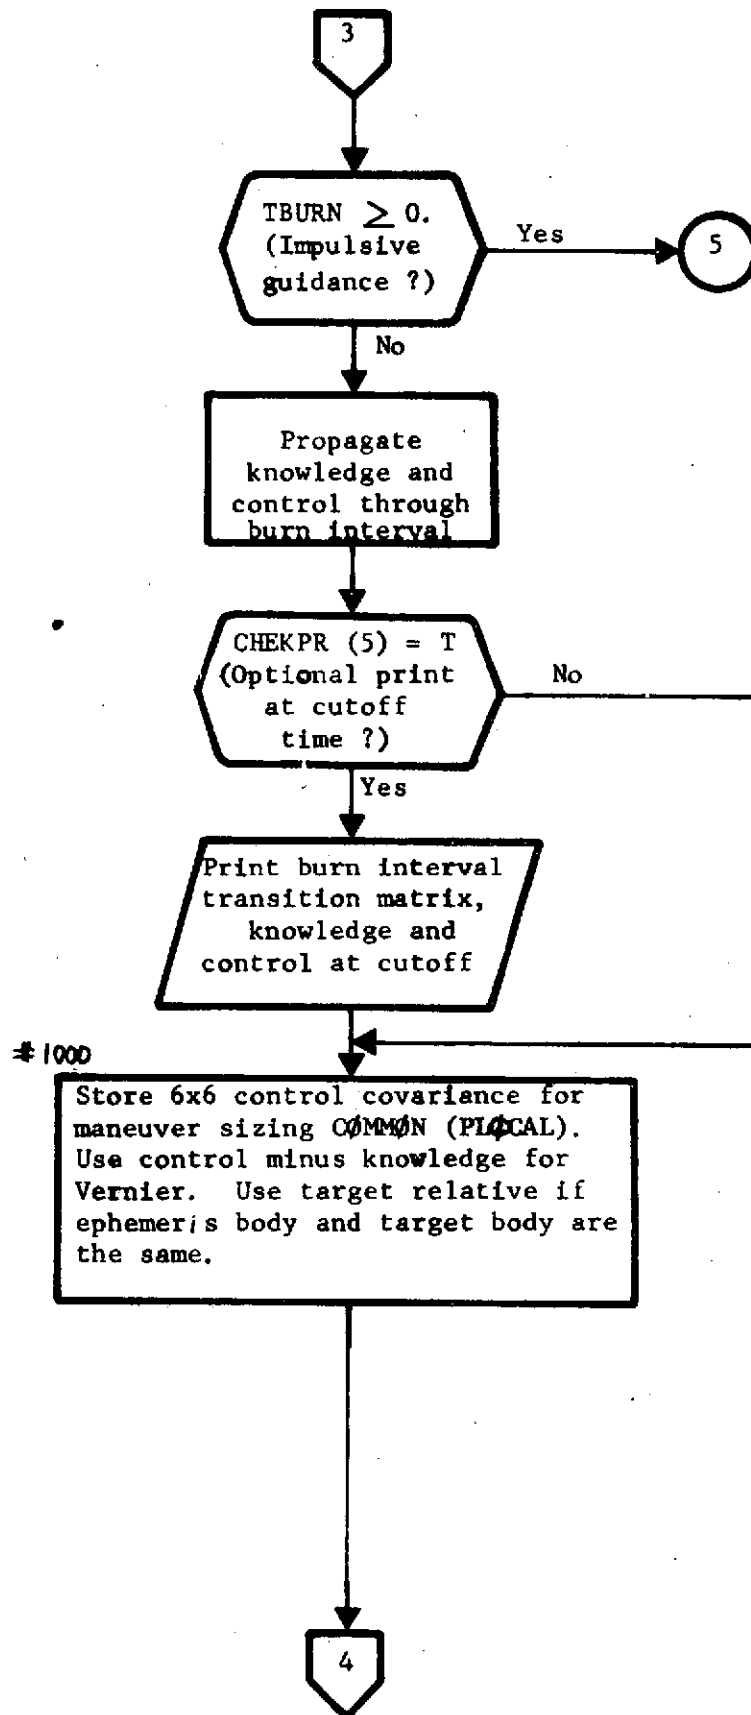 3
TBURN ≥ 0.
(Impulsive
guidance ?)
Yes
5
No
Propagate
knowledge and
control through
burn interval
CHEKPR (5) = T
(Optional print
at cutoff
time ?)
No
Yes
Print burn interval
transition matrix,
knowledge and
control at cutoff
#1000
Store 6x6 control covariance for
maneuver sizing CØMMØN (PLØCAL).
Use control minus knowledge for
Vernier. Use target relative if
ephemeris body and target body are
the same.
4